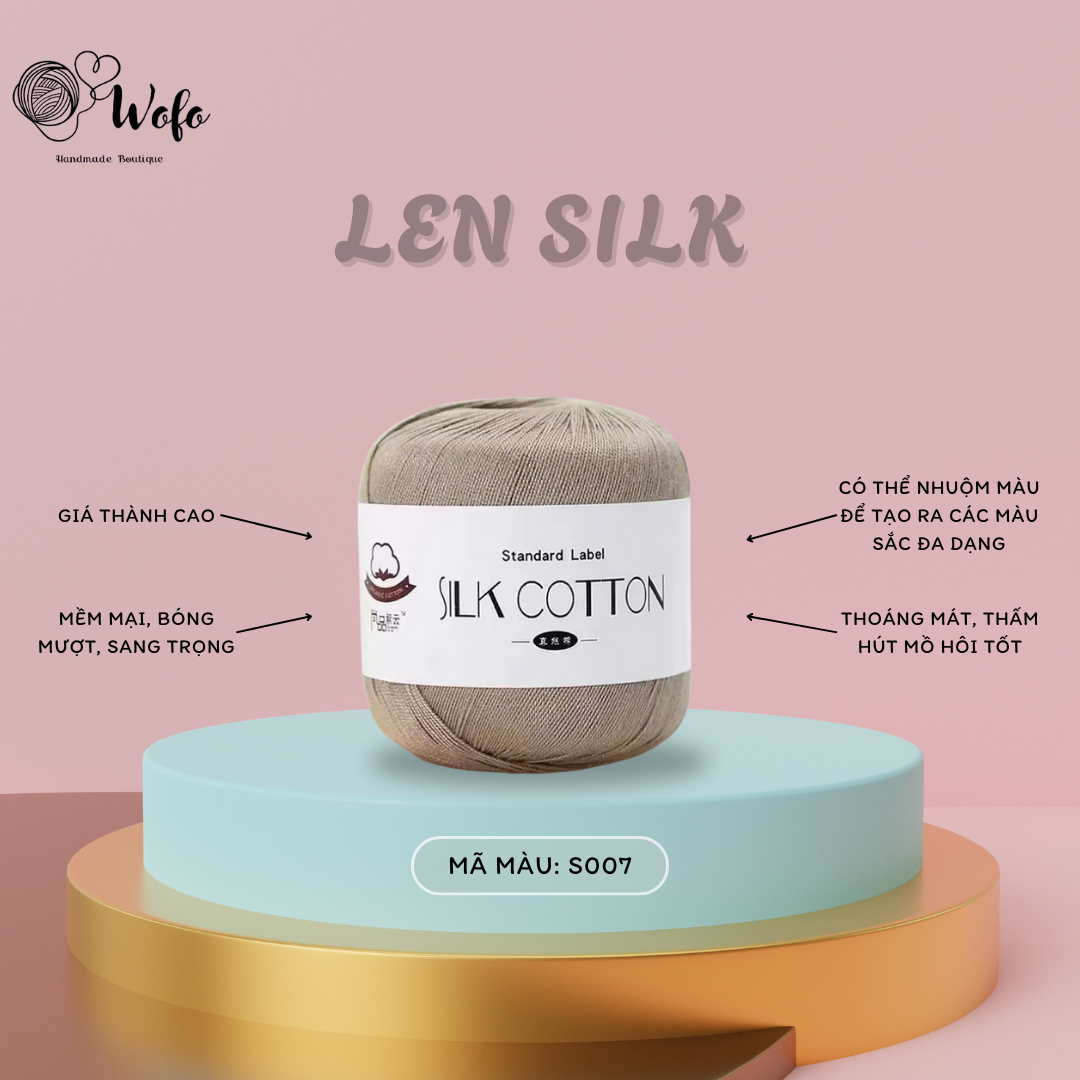 Wofo
Handmade Boutique
LEN SILK
GIÁ THÀNH CAO
MỀM MẠI, BÓNG
MƯỢT, SANG TRỌNG
CÓ THỂ NHUỘM MÀU
ĐỂ TẠO RA CÁC MÀU
SẮC ĐA DẠNG
THOÁNG MÁT, THẤM
HÚT MỒ HÔI TỐT
Standard Label
SILK COTTON
ORGANIC COTTON
MÃ MÀU: S007